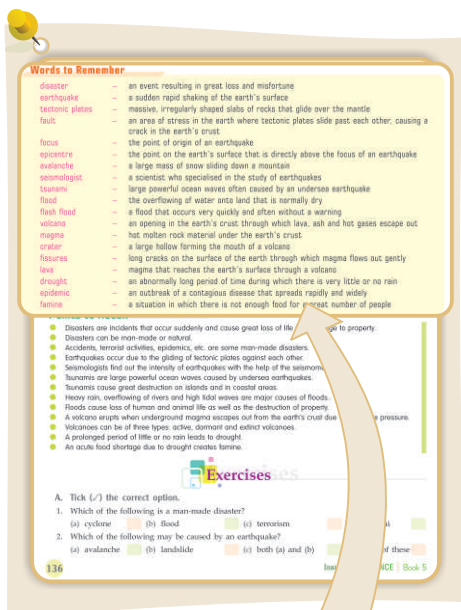 Words to Remember
disaster – an event resulting in great loss and misfortune
earthquake – a sudden rapid shaking of the earth's surface
tectonic plates – massive, irregularly shaped slabs of rocks that glide over the mantle
fault – an area of stress in the earth where tectonic plates slide past each other, causing a
crack in the earth's crust
focus – the point of origin of an earthquake
epicentre – the point on the earth's surface that is directly above the focus of an earthquake
avalanche – a large mass of snow sliding down a mountain
seismologist – a scientist who specialised in the study of earthquakes
tsunami – large powerful ocean waves often caused by an undersea earthquake
flood – the overflowing of water onto land that is normally dry
flash flood – a flood that occurs very quickly and often without a warning
volcano – an opening in the earth's crust through which lava, ash and hot gases escape out
magma – hot molten rock material under the earth's crust
crater – a large hollow forming the mouth of a volcano
fissures – long cracks on the surface of the earth through which magma flows out gently
lava – magma that reaches the earth's surface through a volcano
drought – an abnormally long period of time during which there is very little or no rain
epidemic – an outbreak of a contagious disease that spreads rapidly and widely
famine – a situation in which there is not enough food for a great number of people
Disasters are incidents that occur suddenly and cause great loss of life to property.
Disasters can be man-made or natural.
Accidents, terrorist activities, epidemics, etc. are some man-made disasters.
Earthquakes occur due to the gliding of tectonic plates against each other.
Seismologists find out the intensity of earthquakes with the help of the
Tsunamis are large powerful ocean waves caused by undersea earthquakes.
Tsunamis cause great destruction on islands and in coastal areas.
Heavy rain, overflowing of rivers and high tidal waves are major causes of floods.
Floods cause loss of human and animal life as well as the destruction of property.
A volcano erupts when underground magma escapes out from the earth's crust due pressure.
Volcanoes can be of three types: active, dormant and extinct volcanoes.
A prolonged period of little or no rain leads to drought.
An acute food shortage due to drought creates famine.
Exercises
A. Tick (✓) the correct option.
1. Which of the following is a man-made disaster?
(a) cyclone (b) flood (c) terrorism
2. Which of the following may be caused by an earthquake?
(a) avalanche (b) landslide (c) both (a) and (b) of these
136 Book 5